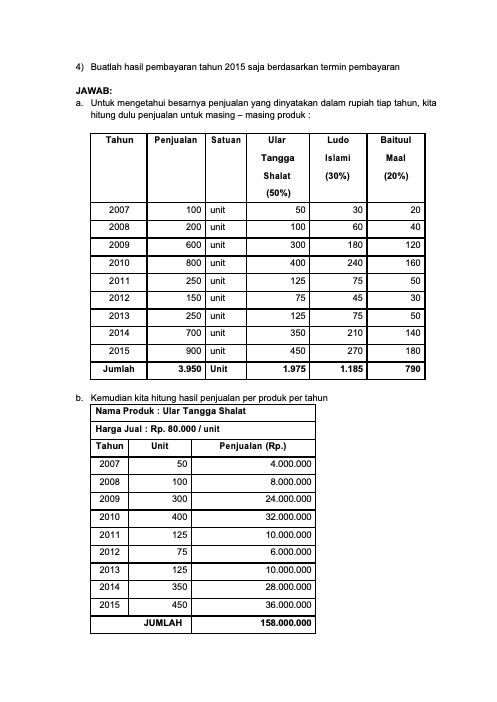 4) Buatlah hasil pembayaran tahun 2015 saja berdasarkan termin pembayaran
JAWAB:
a. Untuk mengetahui besarnya penjualan yang dinyatakan dalam rupiah tiap tahun, kita
hitung dulu penjualan untuk masing – masing produk :
Tahun Penjualan Satuan Ular Ludo Baituul
Tangga Islami Maal
Shalat (30%) (20%)
(50%)
2007 100 unit 50 30 20
2008 200 unit 100 60 40
2009 600 unit 300 180 120
2010 800 unit 400 240 160
2011 250 unit 125 75 50
2012 150 unit 75 45 30
2013 250 unit 125 75 50
2014 700 unit 350 210 140
2015 900 unit 450 270 180
Jumlah 3.950 Unit 1.975 1.185 790
b. Kemudian kita hitung hasil penjualan per produk per tahun
Nama Produk : Ular Tangga Shalat
Harga Jual : Rp. 80.000 / unit
Tahun Unit Penjualan (Rp.)
2007 50 4.000.000
2008 100 8.000.000
2009 300 24.000.000
2010 400 32.000.000
2011 125 10.000.000
2012 75 6.000.000
2013 125 10.000.000
2014 350 28.000.000
2015 450 36.000.000
JUMLAH 158.000.000